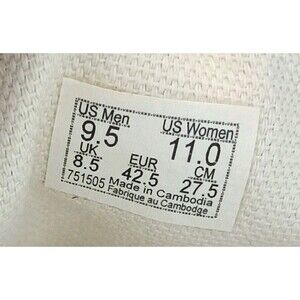 US Men US Women
9.5 11.0
UK EUR CM
8.5 42.5 27.5
751505 Made in Cambodia
Fabrique au Cambodge